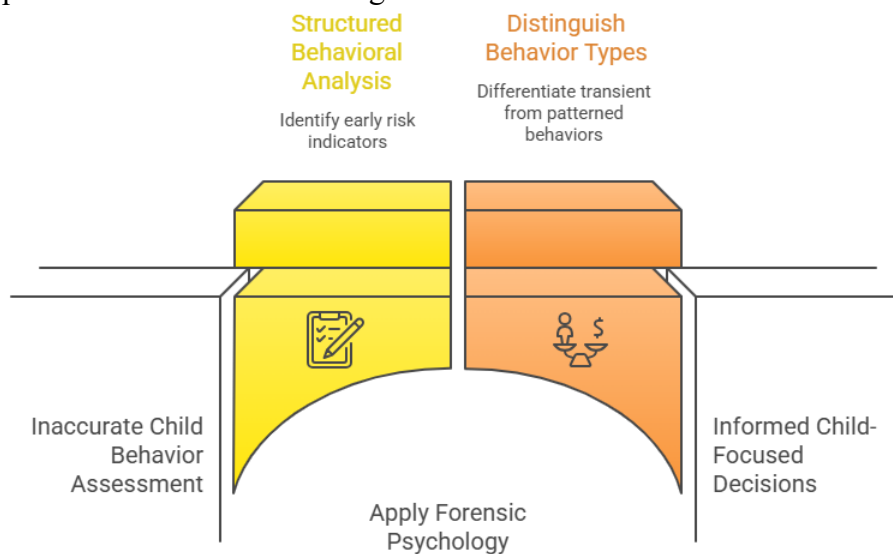 Structured
Behavioral
Analysis
Identify early risk
indicators
Distinguish
Behavior Types
Differentiate transient
from patterned
behaviors
$
Inaccurate Child
Behavior
Assessment
Informed Child-
Focused
Decisions
Apply Forensic
Psychology